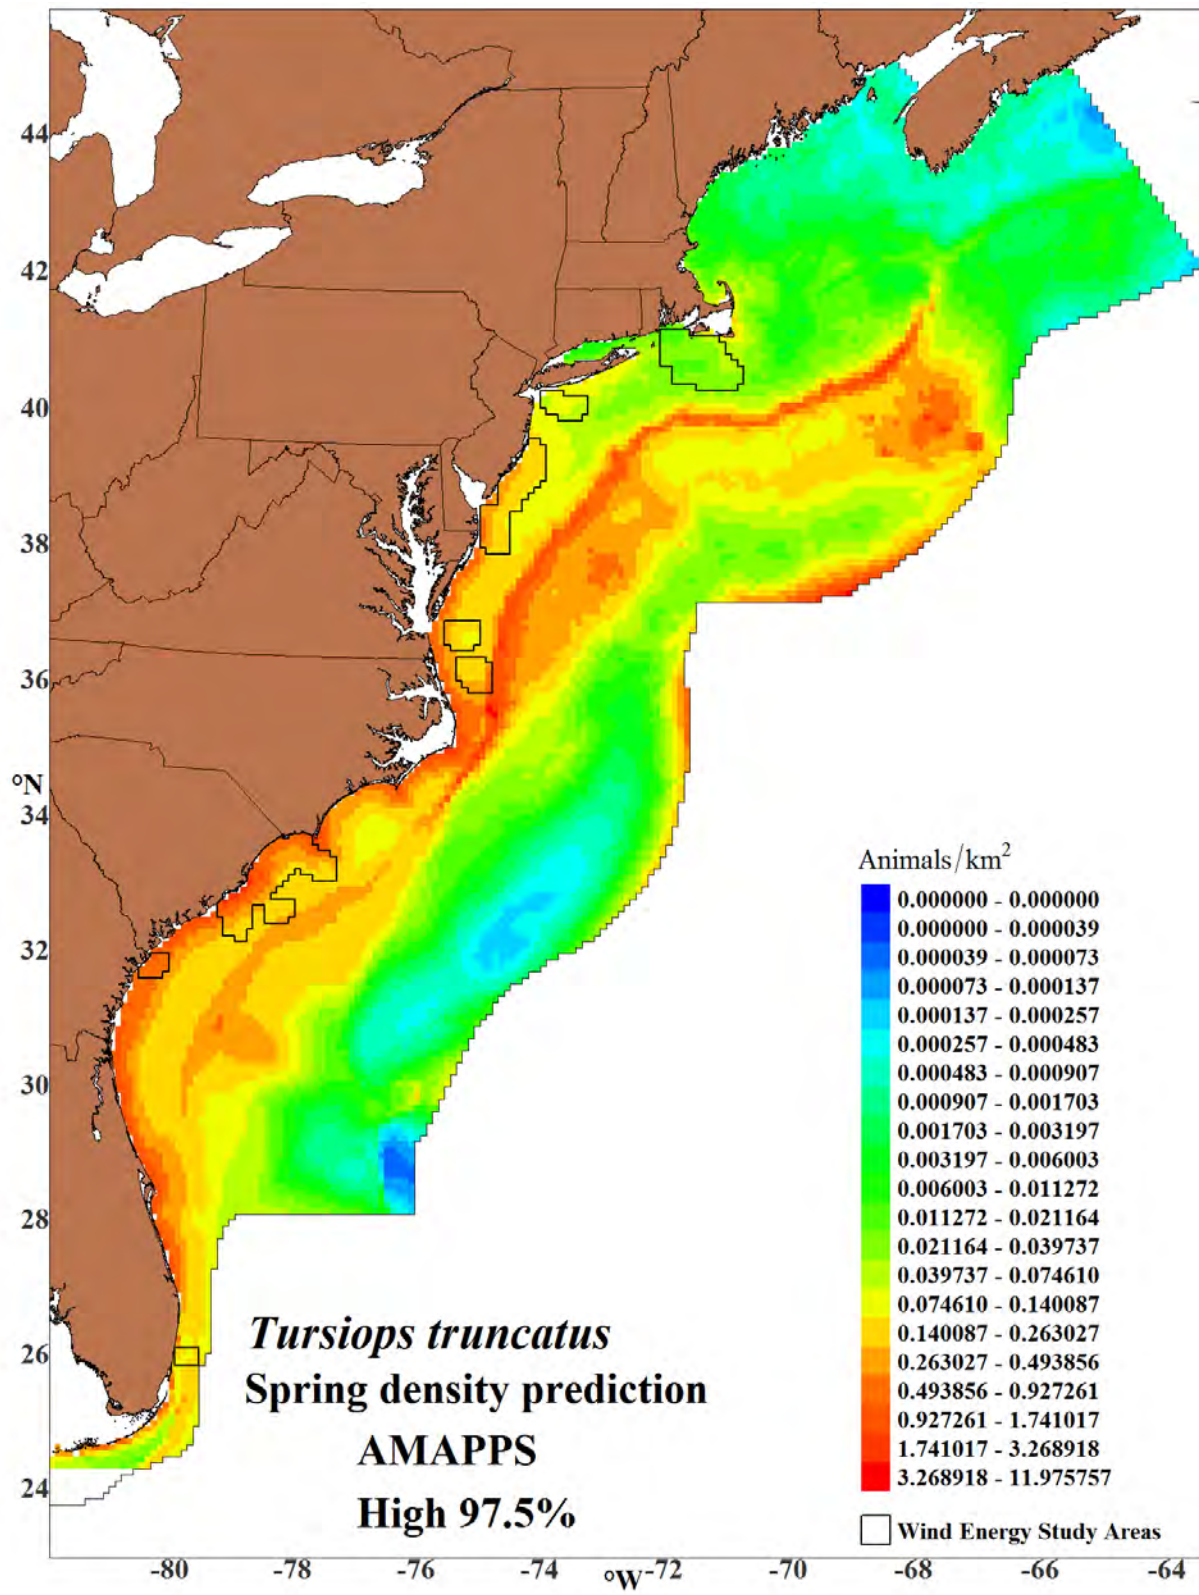 44
42
40
38
36
°N
34
32
30
28
26
24
-80
-78
-76
-74
°W
-72
-70
-68
-66
-64
Animals/km²
0.000000 - 0.000000
0.000000 - 0.000039
0.000039 - 0.000073
0.000073 - 0.000137
0.000137 - 0.000257
0.000257 - 0.000483
0.000483 - 0.000907
0.000907 - 0.001703
0.001703 - 0.003197
0.003197 - 0.006003
0.006003 - 0.011272
0.011272 - 0.021164
0.021164 - 0.039737
0.039737 - 0.074610
0.074610 - 0.140087
0.140087 - 0.263027
0.263027 - 0.493856
0.493856 - 0.927261
0.927261 - 1.741017
1.741017 - 3.268918
3.268918 - 11.975757
Wind Energy Study Areas
Tursiops truncatus
Spring density prediction
AMAPPS
High 97.5%